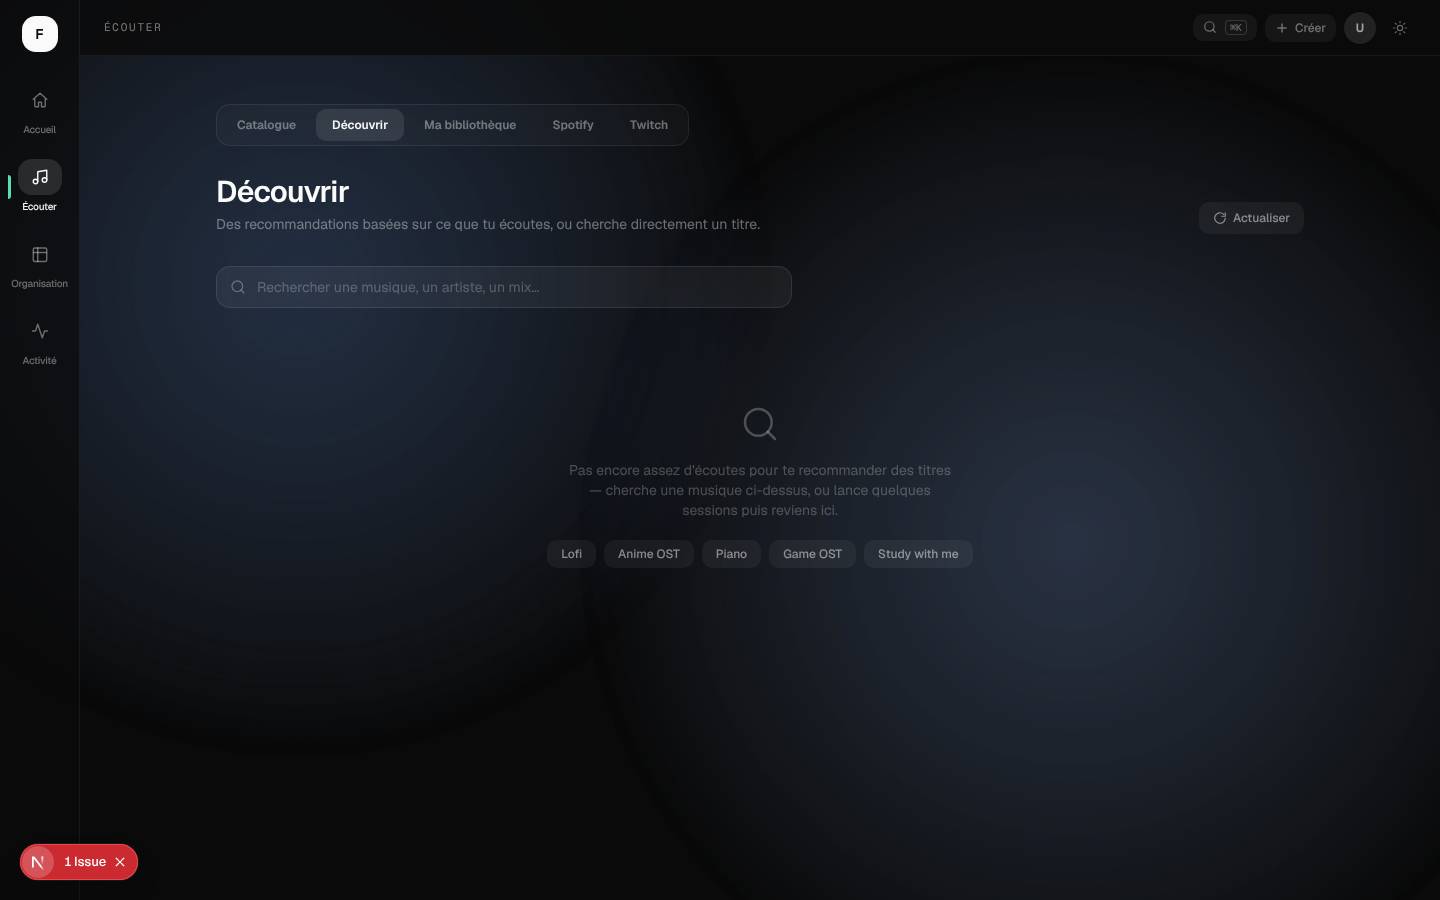 F
ÉCOUTER
⌘K
Créer
U
Accueil
Écouter
Organisation
Activité
Catalogue
Découvrir
Ma bibliothèque
Spotify
Twitch
Découvrir
Des recommandations basées sur ce que tu écoutes, ou cherche directement un titre.
Actualiser
Rechercher une musique, un artiste, un mix...
Pas encore assez d'écoutes pour te recommander des titres
— cherche une musique ci-dessus, ou lance quelques
sessions puis reviens ici.
Lofi
Anime OST
Piano
Game OST
Study with me
N
1 Issue